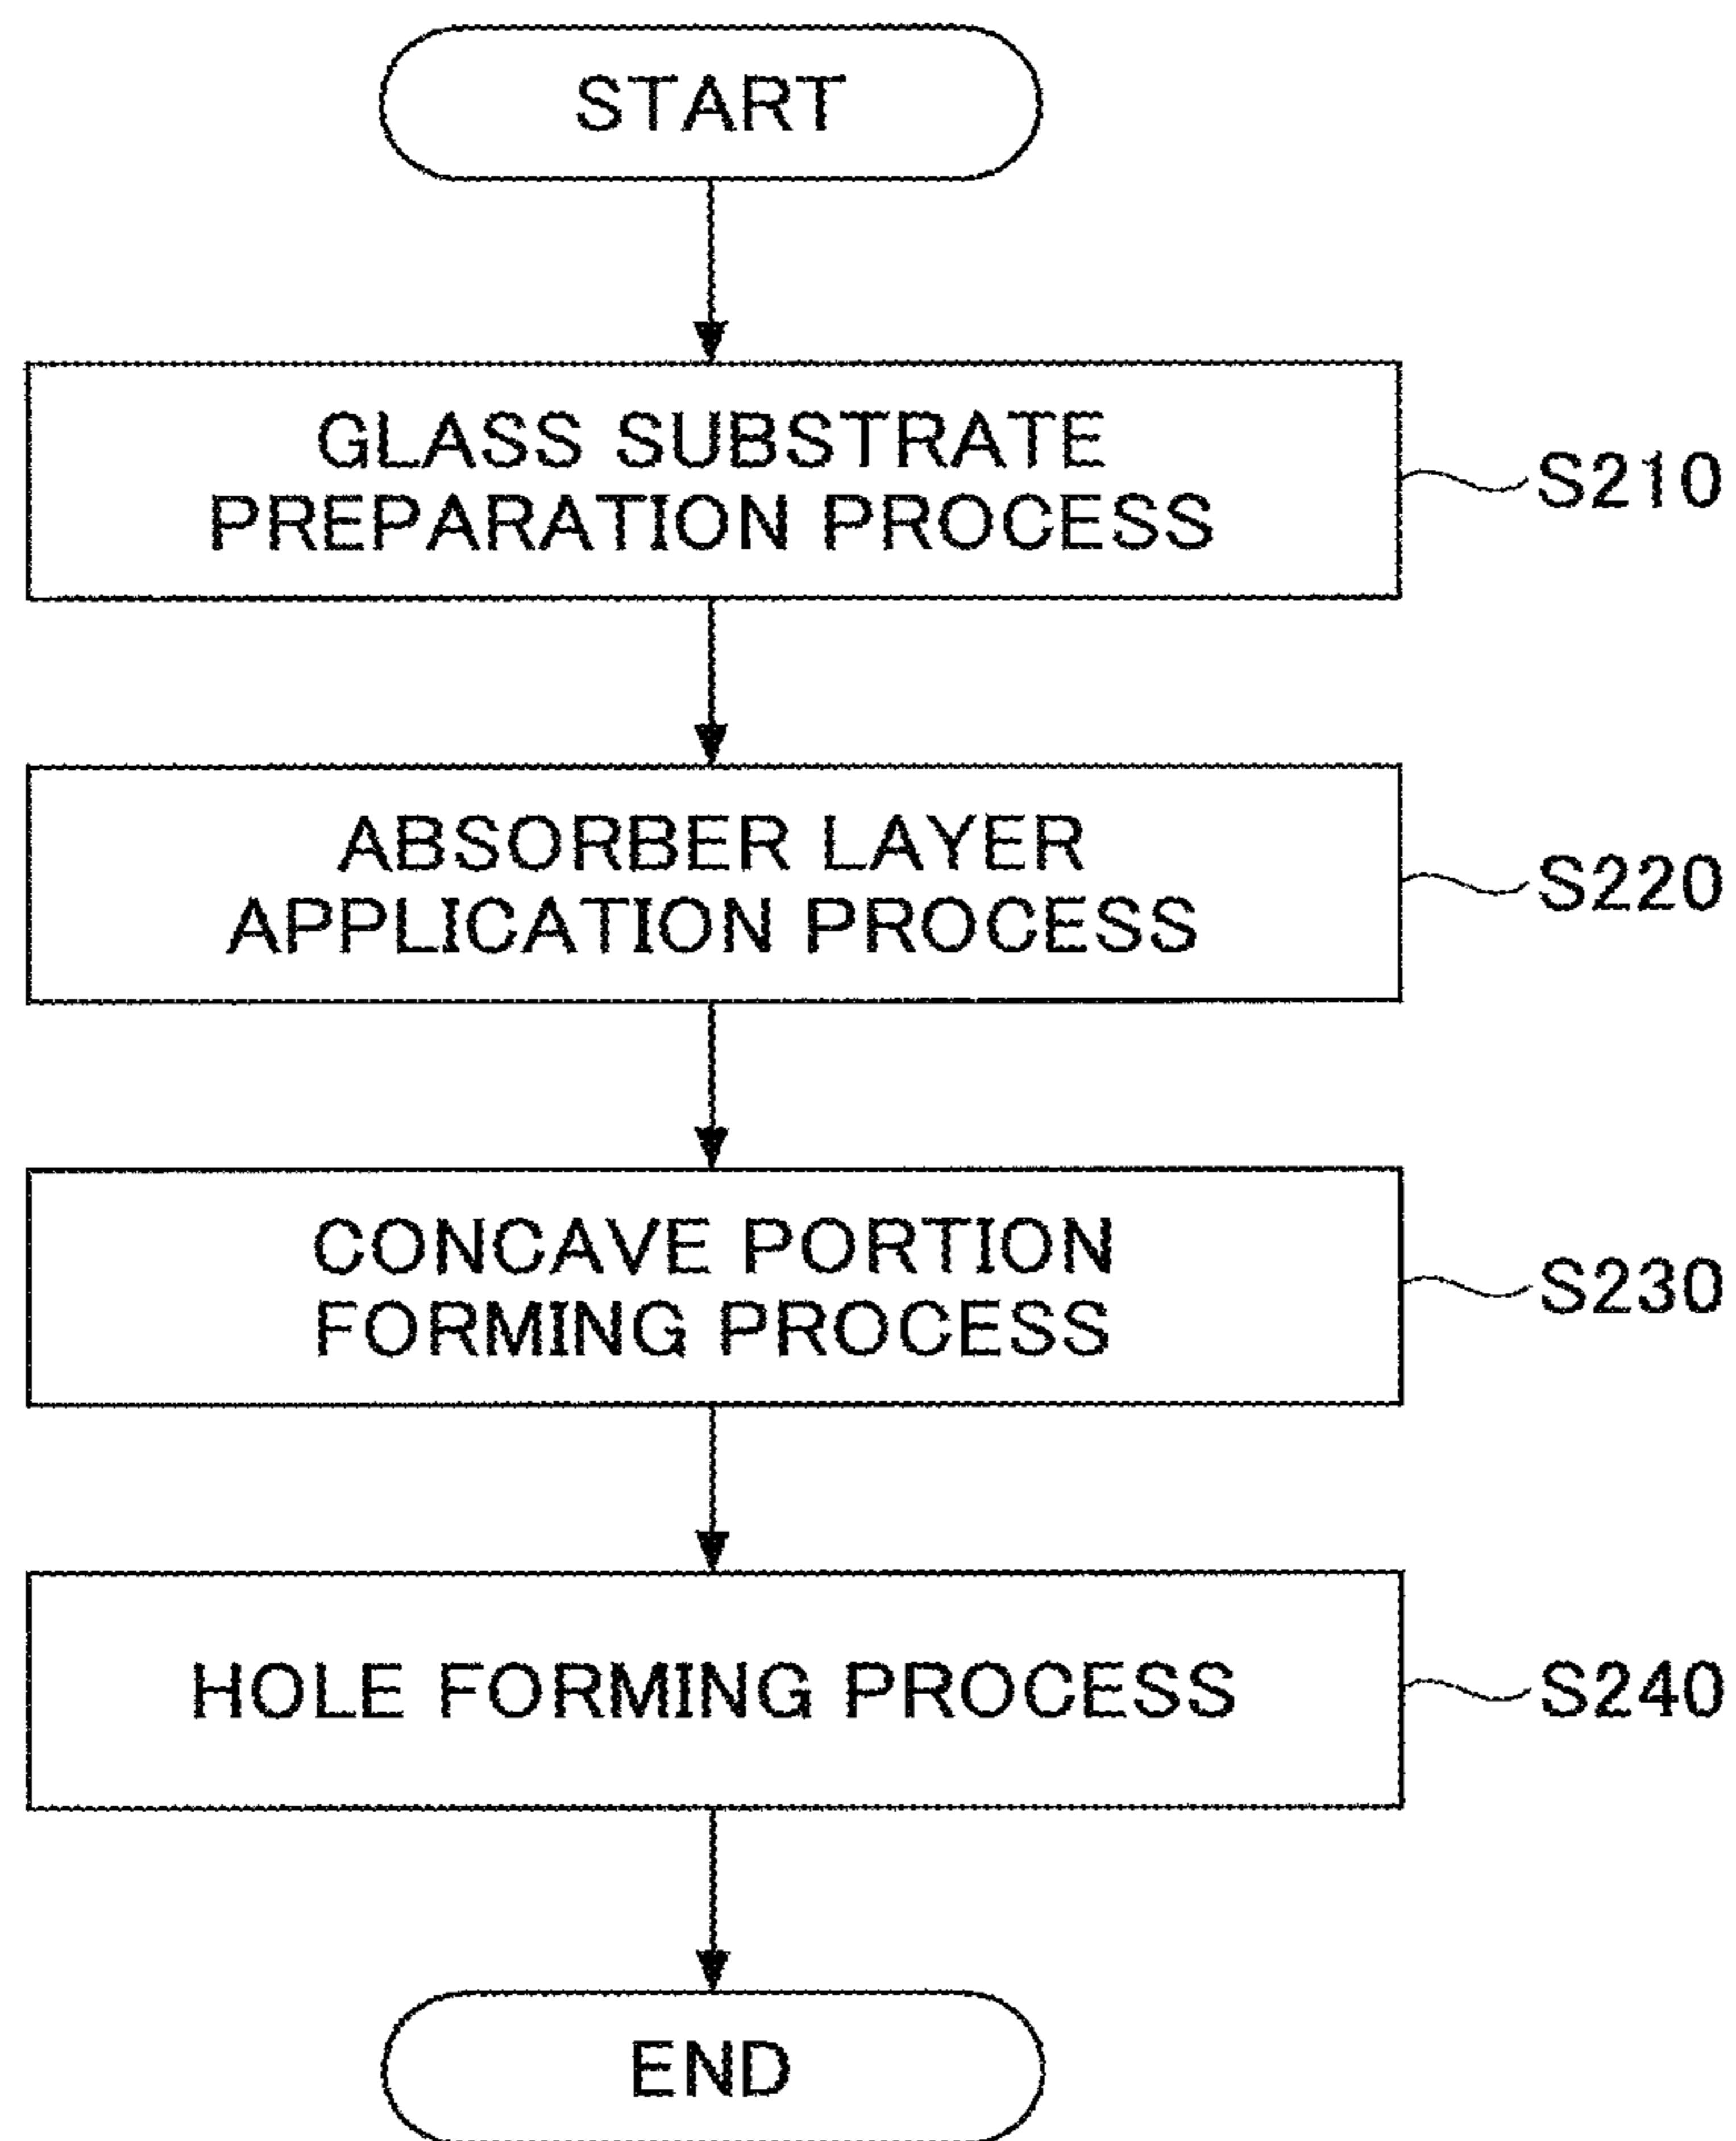 START
GLASS SUBSTRATE
PREPARATION PROCESS
S210
ABSORBER LAYER
APPLICATION PROCESS
S220
CONCAVE PORTION
FORMING PROCESS
S230
HOLE FORMING PROCESS
S240
END